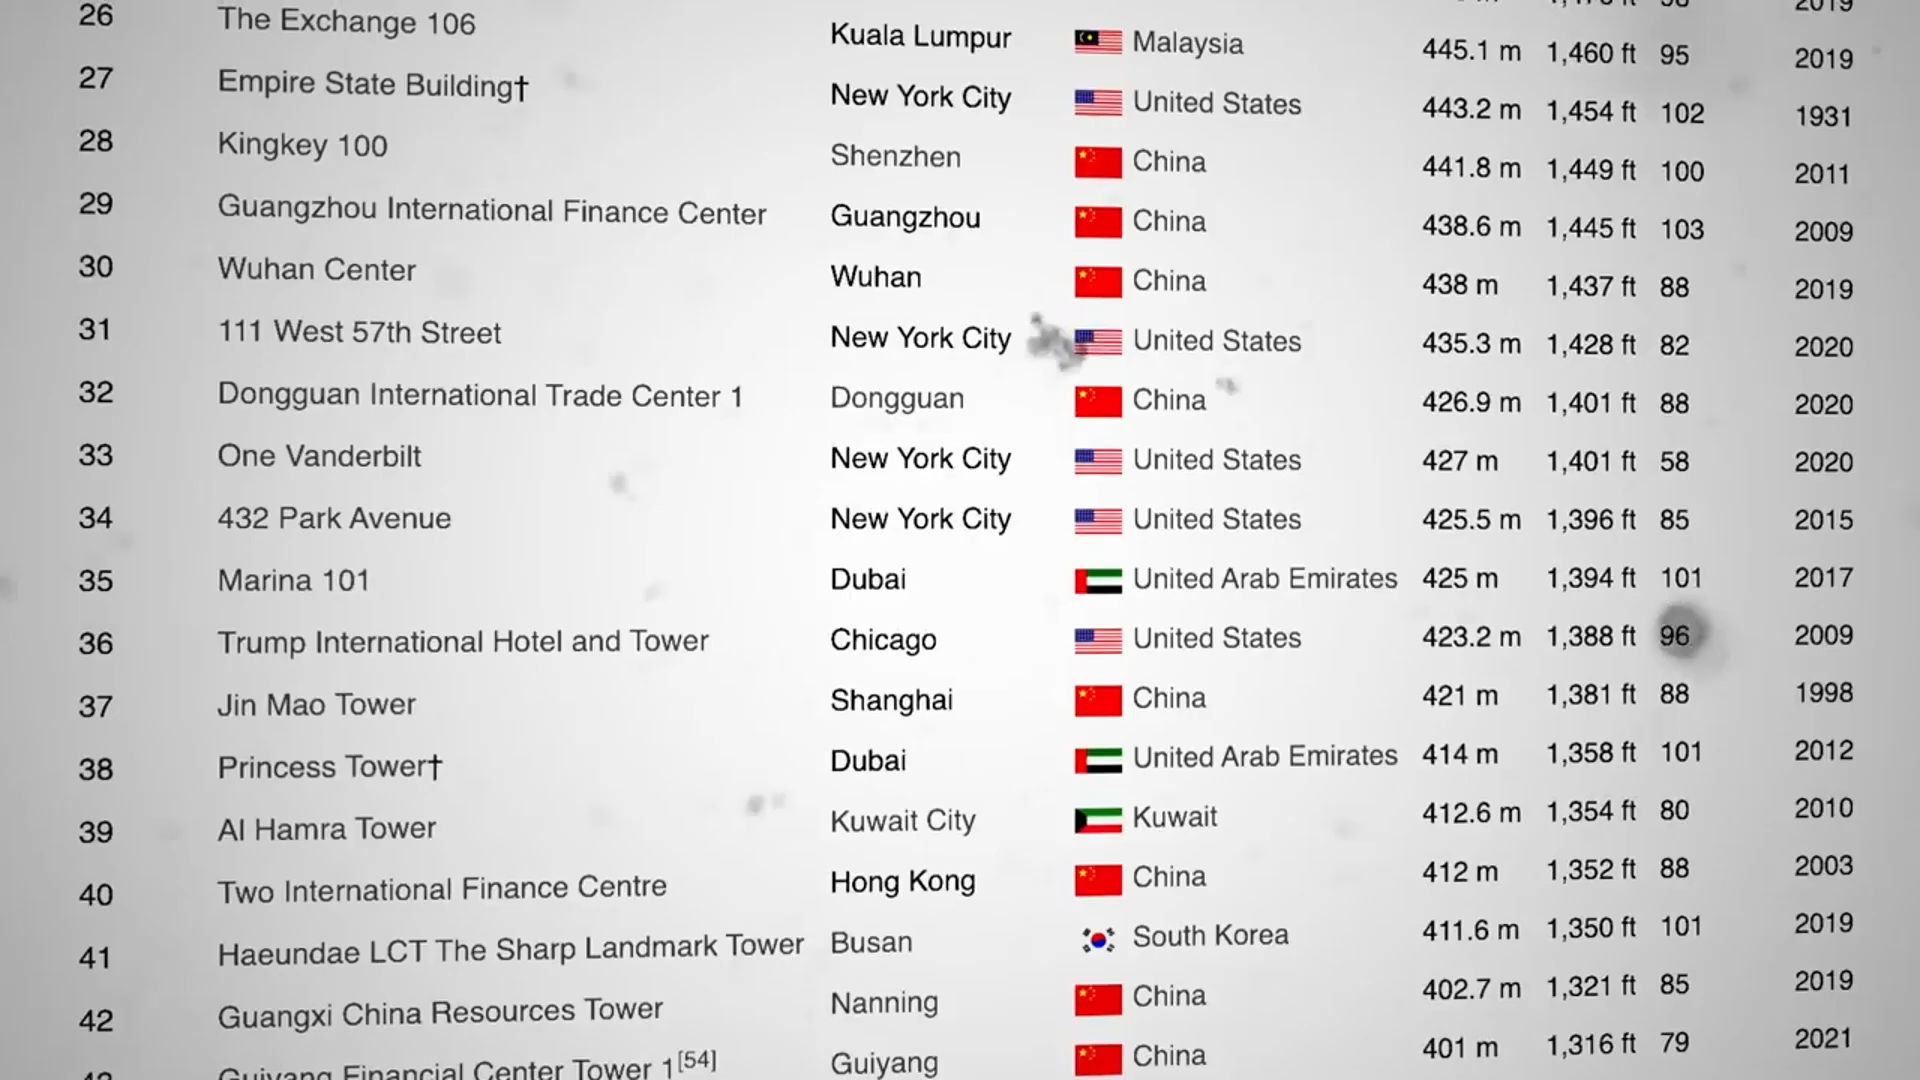 26 The Exchange 106 Kuala Lumpur Malaysia 445.1 m 1,460 ft 95 2019
27 Empire State Building† New York City United States 443.2 m 1,454 ft 102 1931
28 Kingkey 100 Shenzhen China 441.8 m 1,449 ft 100 2011
29 Guangzhou International Finance Center Guangzhou China 438.6 m 1,445 ft 103 2009
30 Wuhan Center Wuhan China 438 m 1,437 ft 88 2019
31 111 West 57th Street New York City United States 435.3 m 1,428 ft 82 2020
32 Dongguan International Trade Center 1 Dongguan China 426.9 m 1,401 ft 88 2020
33 One Vanderbilt New York City United States 427 m 1,401 ft 58 2020
34 432 Park Avenue New York City United States 425.5 m 1,396 ft 85 2015
35 Marina 101 Dubai United Arab Emirates 425 m 1,394 ft 101 2017
36 Trump International Hotel and Tower Chicago United States 423.2 m 1,388 ft 96 2009
37 Jin Mao Tower Shanghai China 421 m 1,381 ft 88 1998
38 Princess Tower† Dubai United Arab Emirates 414 m 1,358 ft 101 2012
39 Al Hamra Tower Kuwait City Kuwait 412.6 m 1,354 ft 80 2010
40 Two International Finance Centre Hong Kong China 412 m 1,352 ft 88 2003
41 Haeundae LCT The Sharp Landmark Tower Busan South Korea 411.6 m 1,350 ft 101 2019
42 Guangxi China Resources Tower Nanning China 402.7 m 1,321 ft 85 2019
Guiyang Financial Center Tower 1[54] Guiyang China 401 m 1,316 ft 79 2021